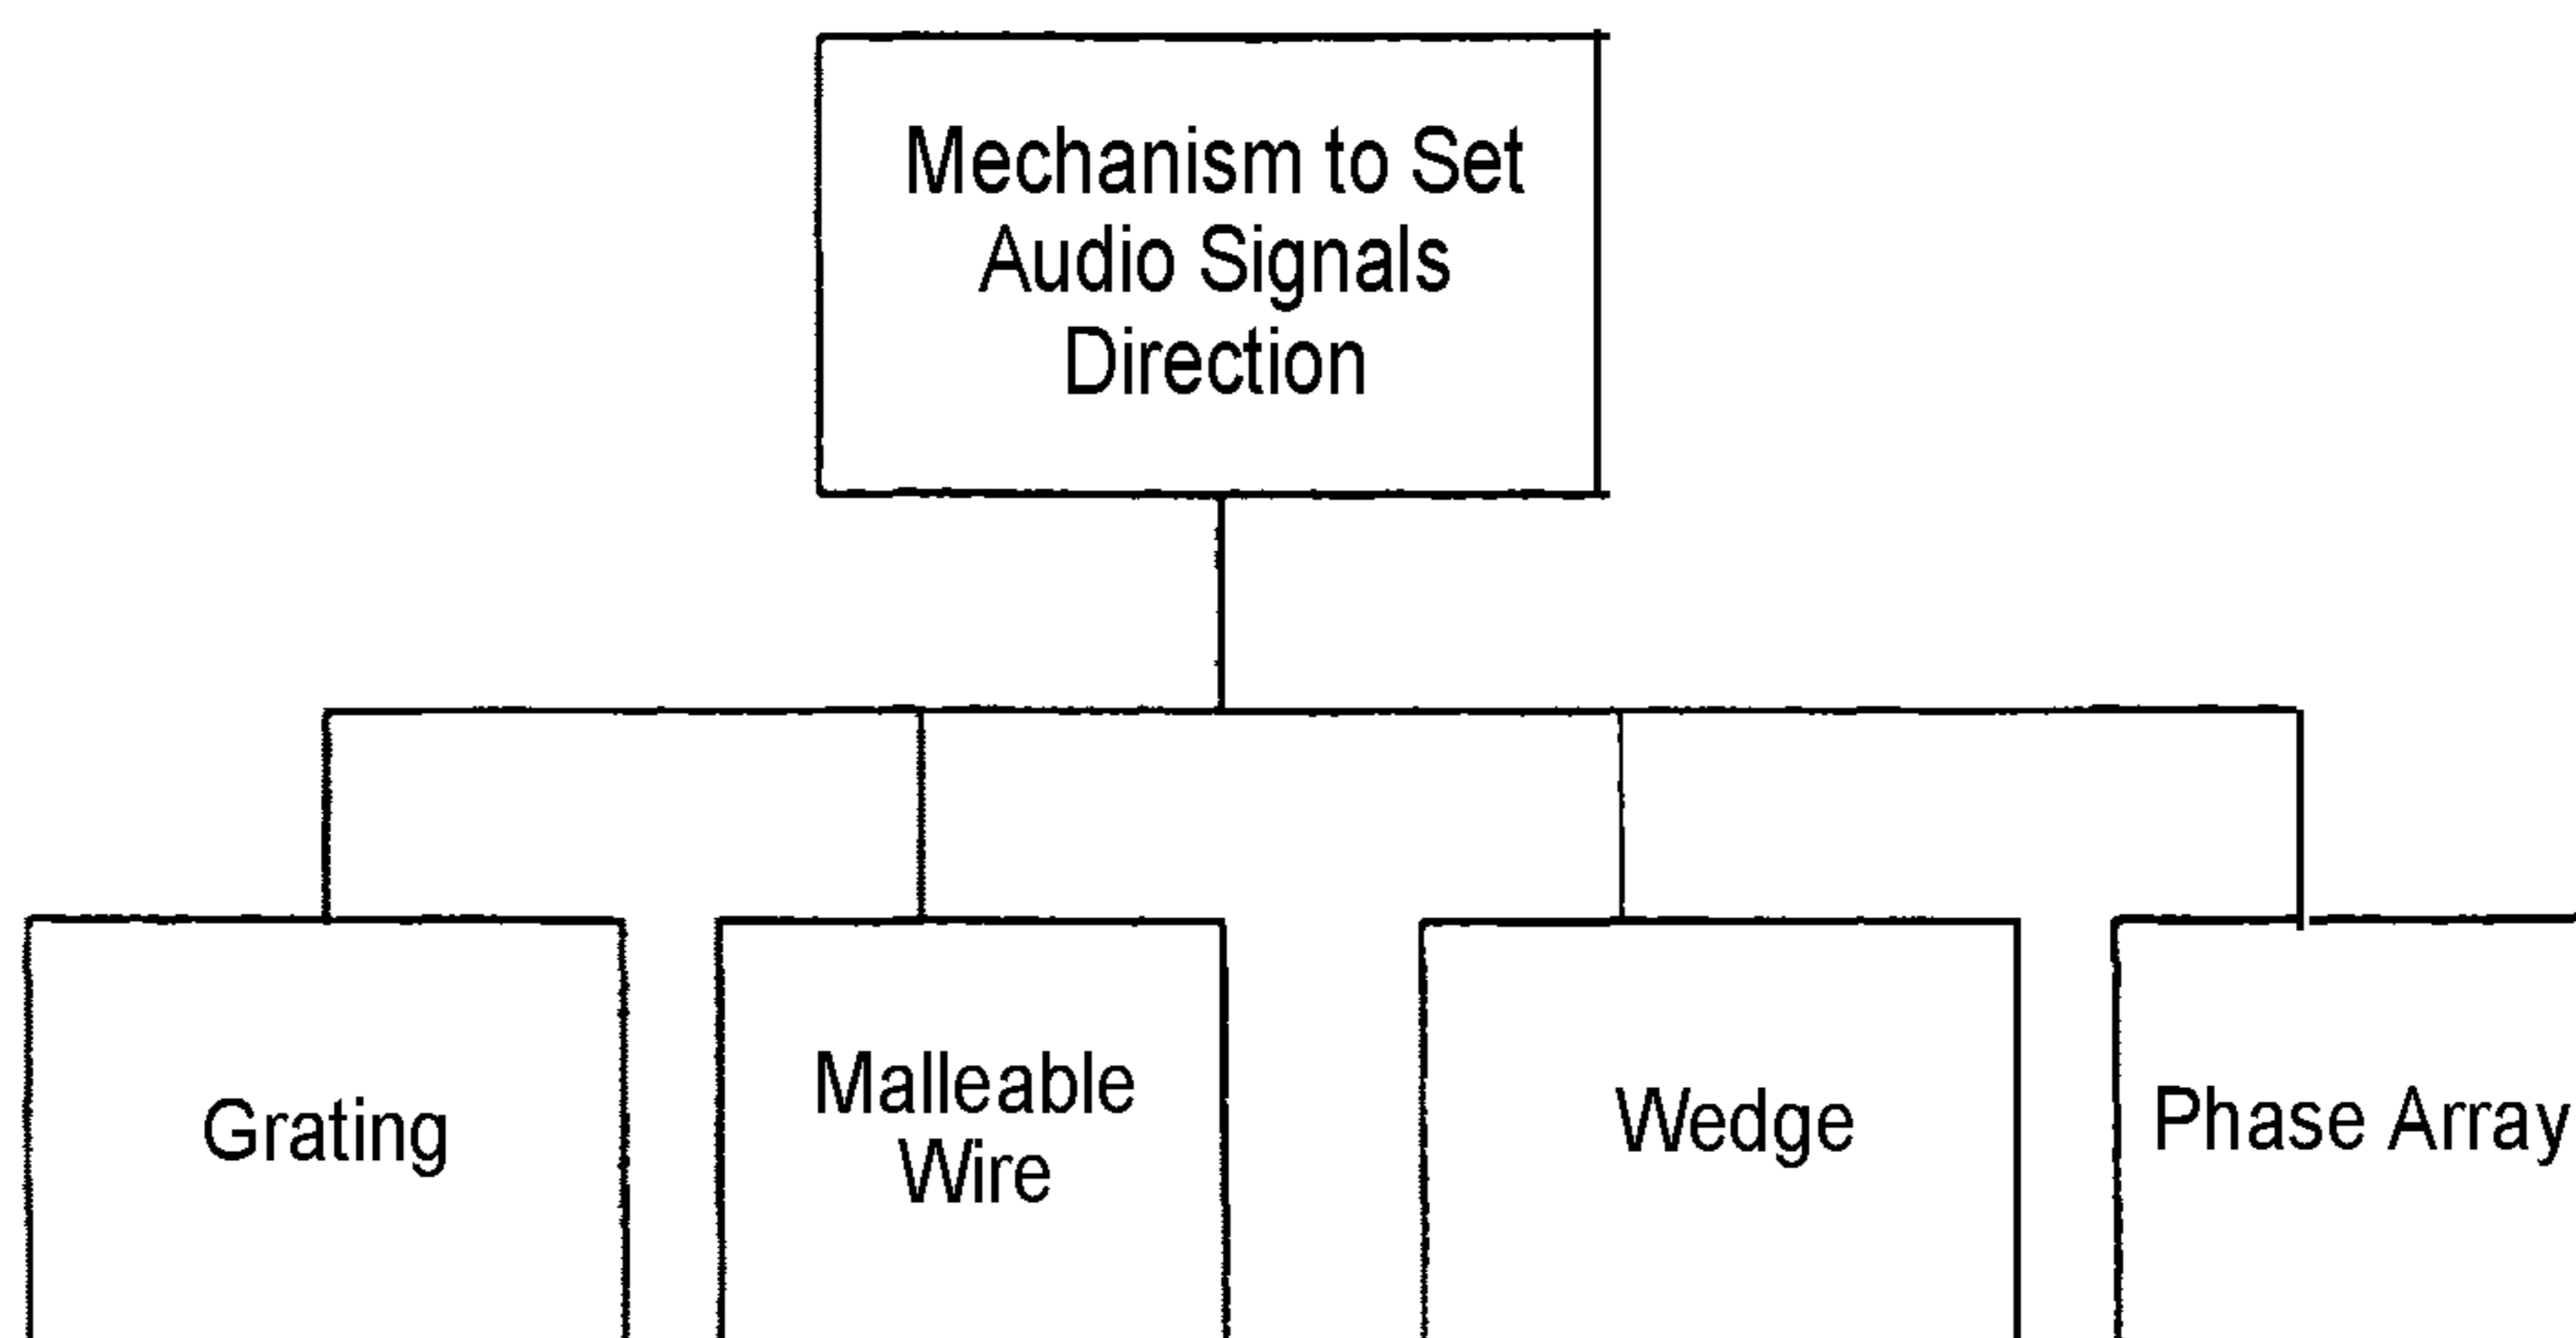 Mechanism to Set
Audio Signals
Direction
Grating
Malleable
Wire
Wedge
Phase Array